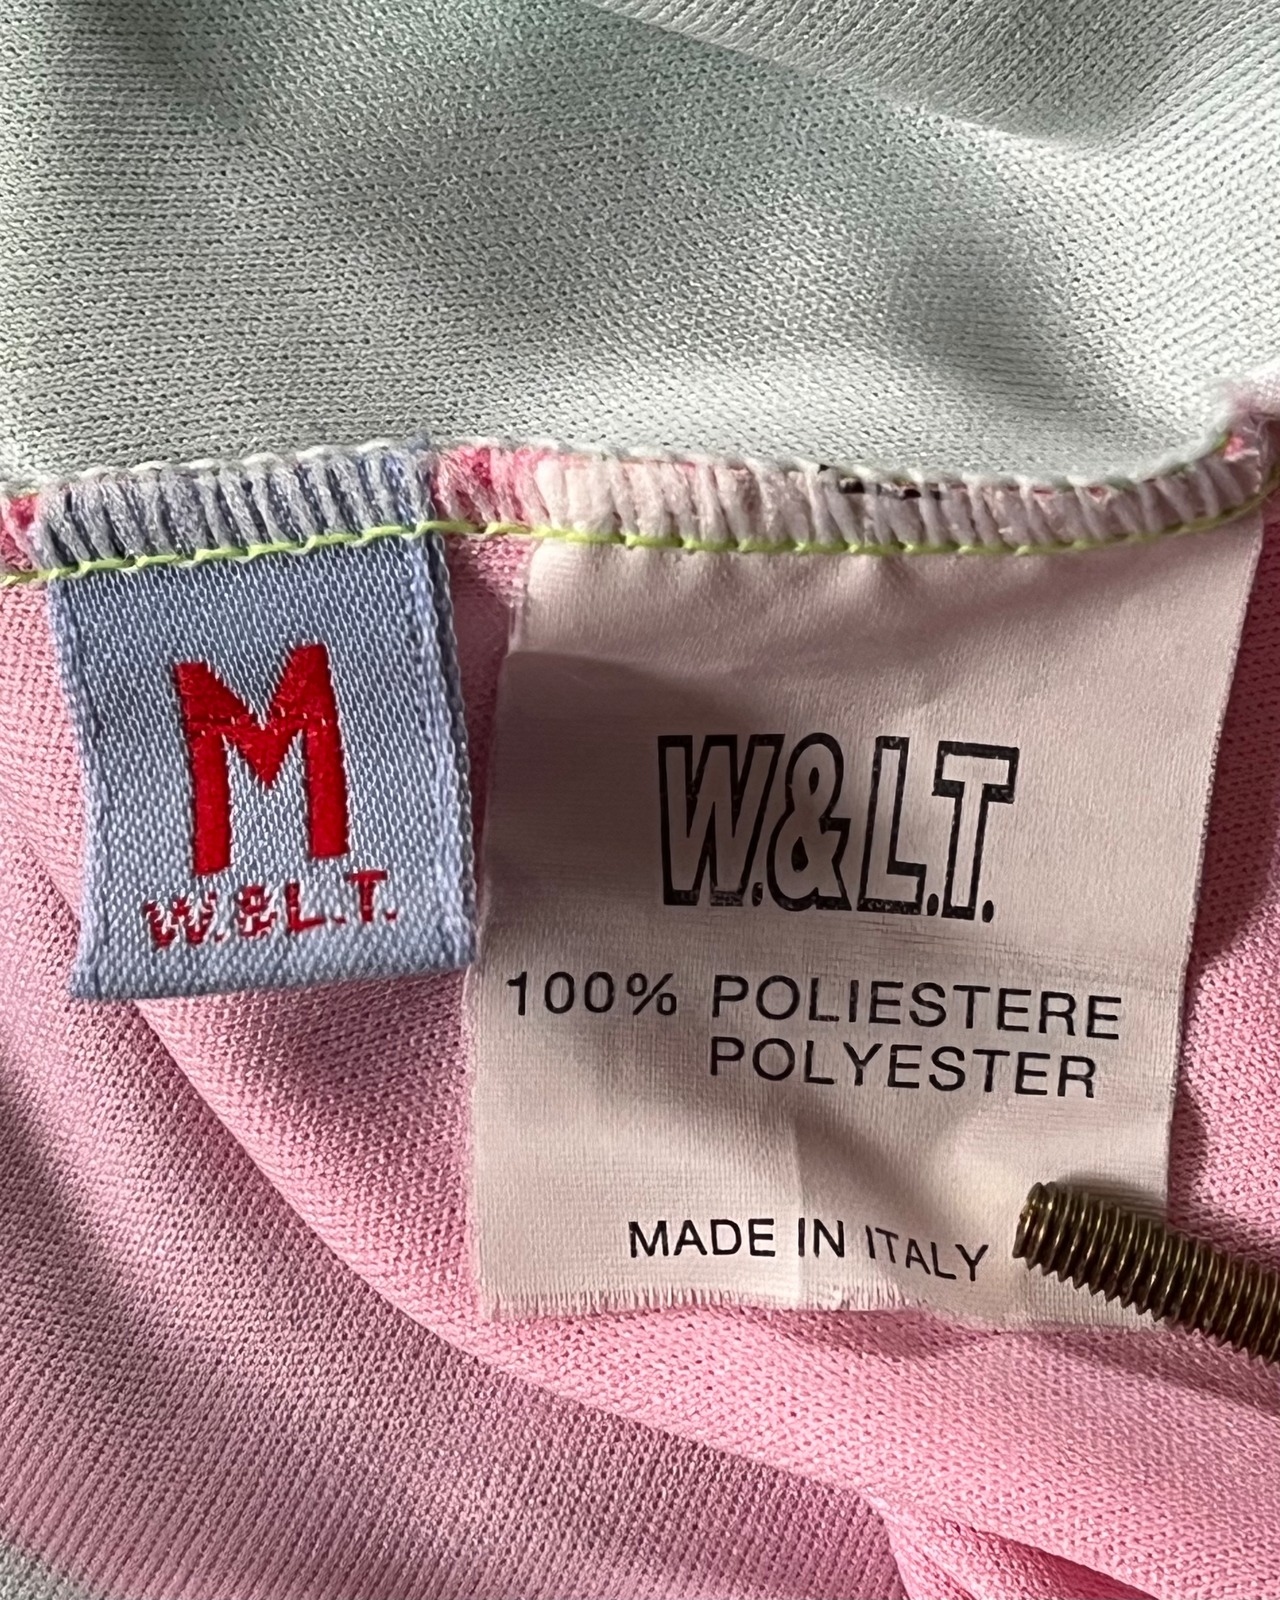 M
W.&L.T.
W.&L.T.
100% POLIESTERE
POLYESTER
MADE IN ITALY